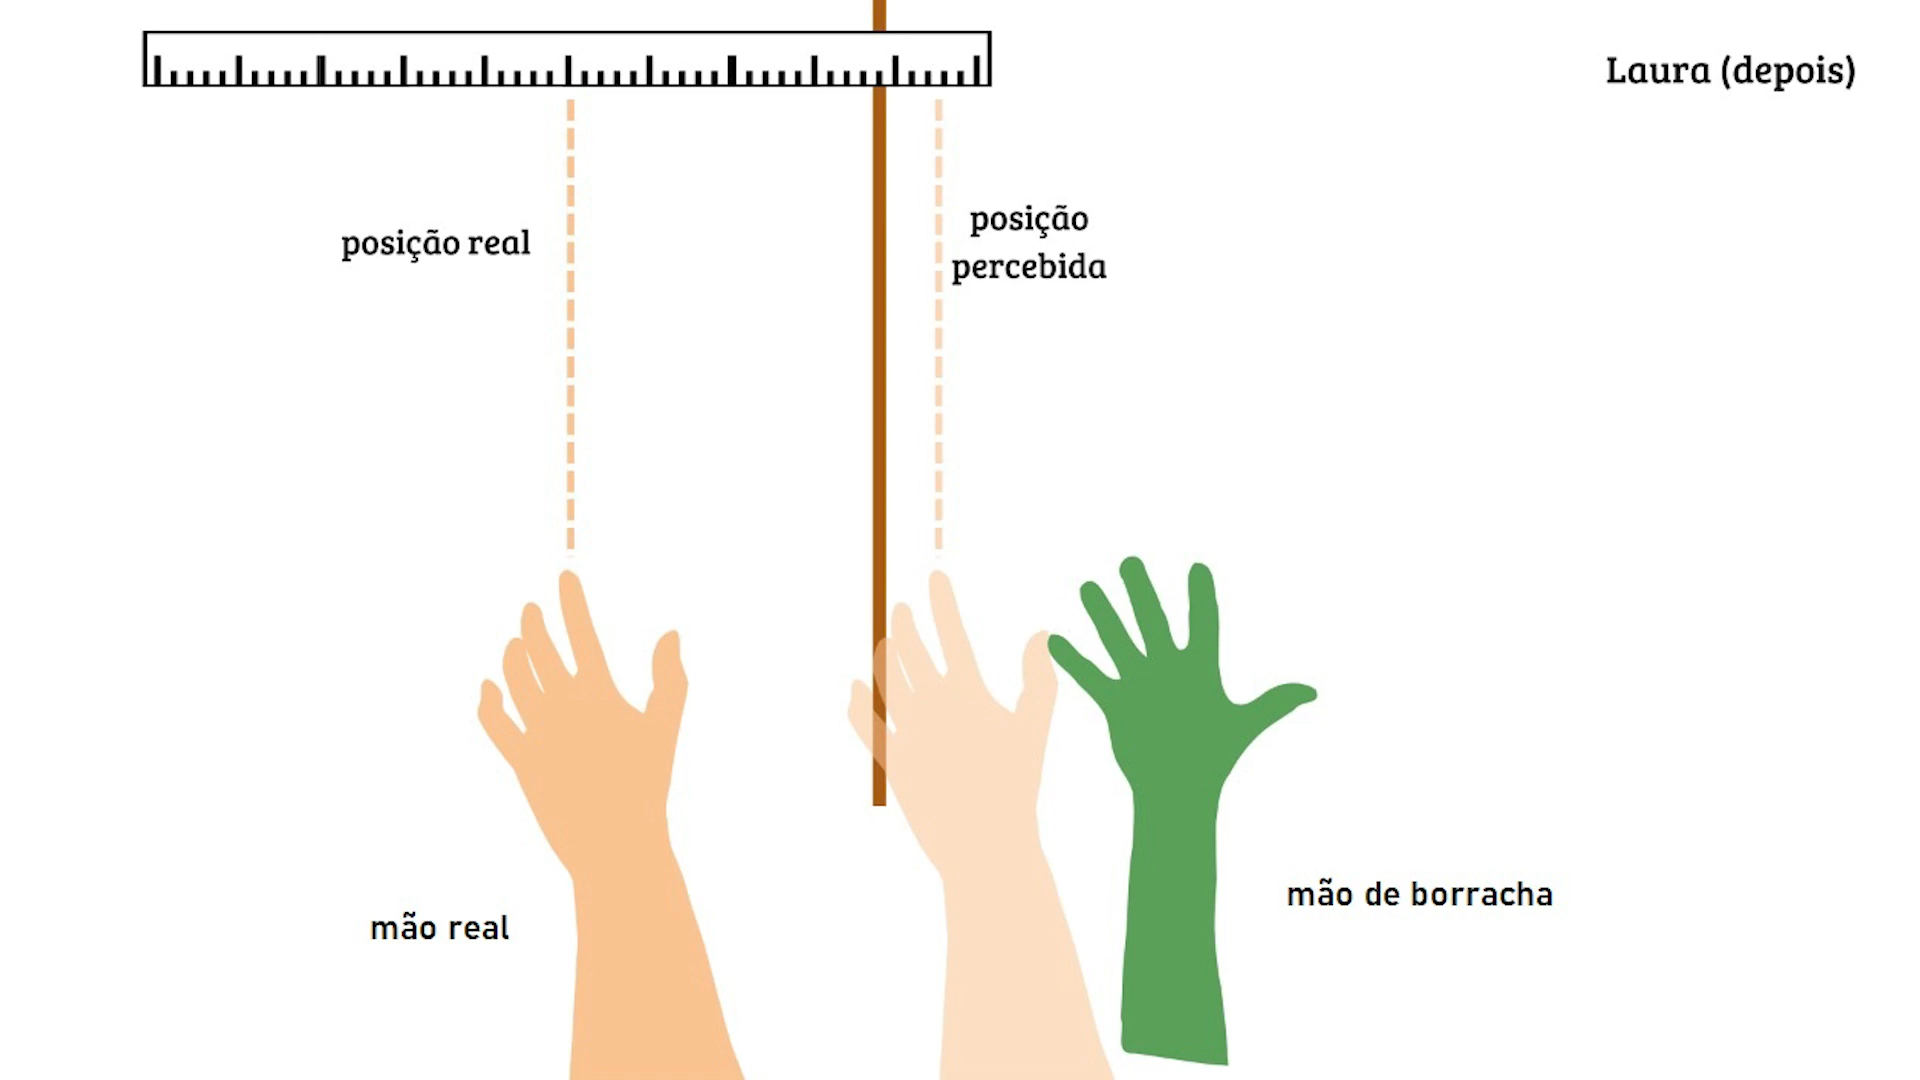 Laura (depois)
posição real
posição
percebida
mão real
mão de borracha